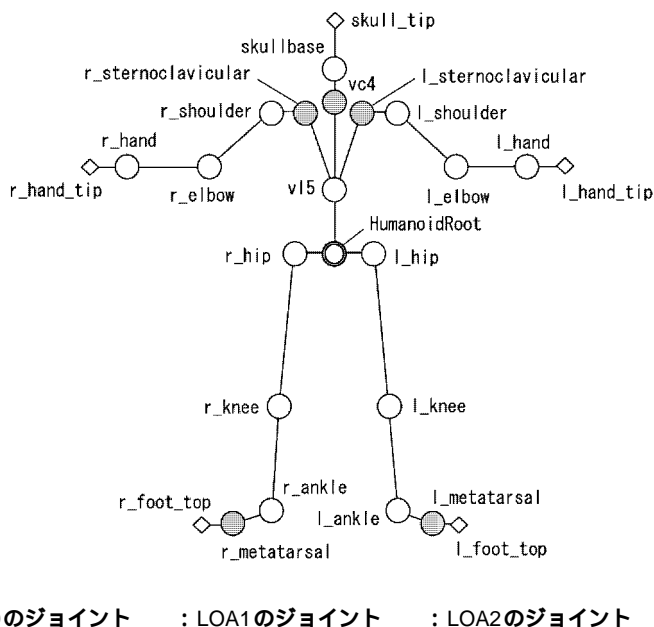 skull_tip
skullbase
r_sternoclavicular
vc4
l_sternoclavicular
r_shoulder
l_shoulder
r_hand
l_hand
r_hand_tip
r_elbow
vl5
l_elbow
l_hand_tip
HumanoidRoot
r_hip
l_hip
r_knee
l_knee
r_foot_top
r_ankle
l_ankle
l_metatarsal
r_metatarsal
l_foot_top
のジョイント : LOA1のジョイント : LOA2のジョイント